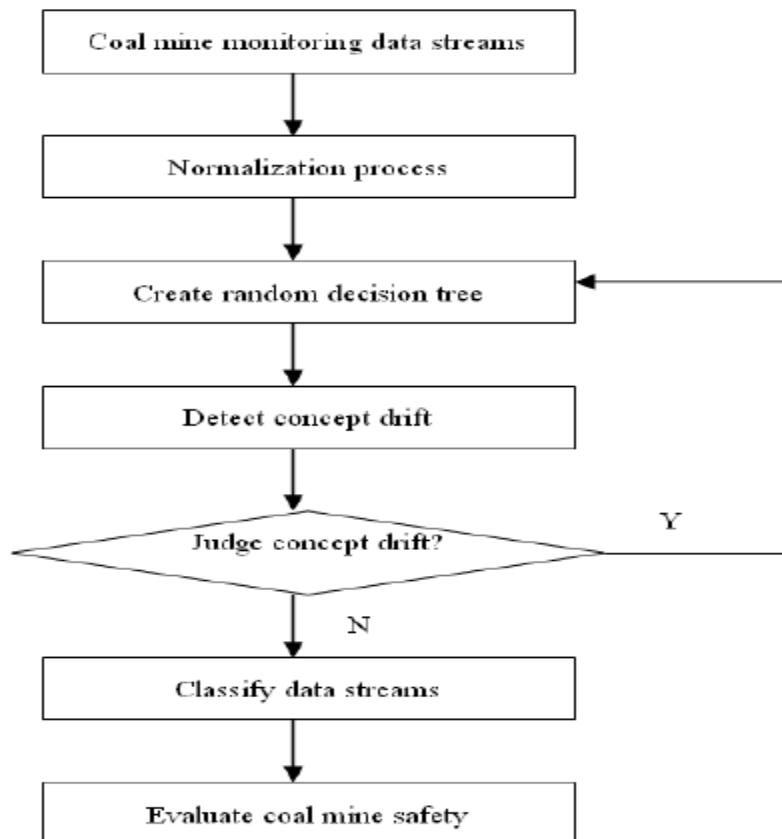 Coal mine monitoring data streams
Normalization process
Create random decision tree
Detect concept drift
Judge concept drift?
Y
N
Classify data streams
Evaluate coal mine safety